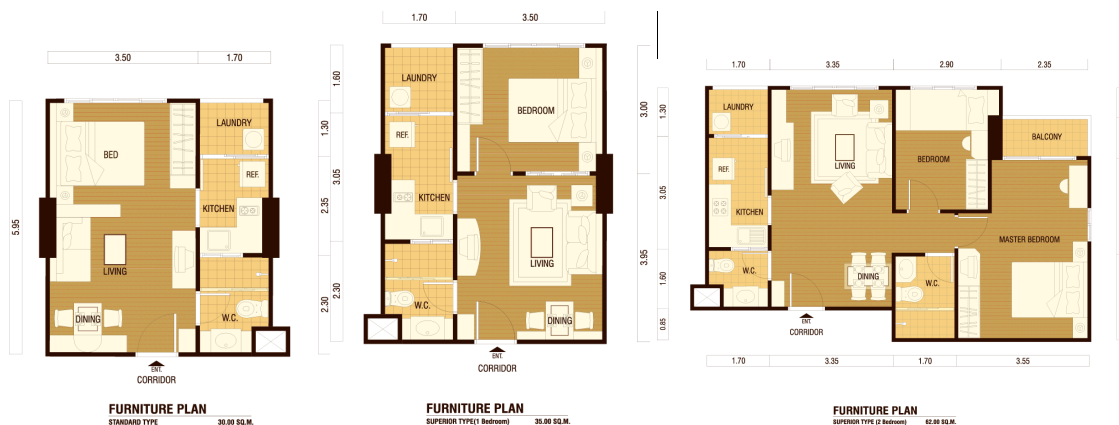 3.50 1.70
5.95
1.30
2.35
2.30
LAUNDRY
BED
REF.
KITCHEN
LIVING
W.C.
DINING
ENT.
CORRIDOR
FURNITURE PLAN
STANDARD TYPE 30.00 SQ.M.
1.70 3.50
1.60
3.05
2.30
3.00
3.95
LAUNDRY
BEDROOM
REF.
KITCHEN
LIVING
W.C.
DINING
ENT.
CORRIDOR
FURNITURE PLAN
SUPERIOR TYPE(1 Bedroom) 35.00 SQ.M.
1.70 3.35 2.90 2.35
1.30
3.05
1.60
0.85
LAUNDRY
BALCONY
LIVING
BEDROOM
REF.
KITCHEN
MASTER BEDROOM
W.C.
DINING
W.C.
ENT.
CORRIDOR
1.70 3.35 1.70 3.55
FURNITURE PLAN
SUPERIOR TYPE (2 Bedroom) 62.00 SQ.M.